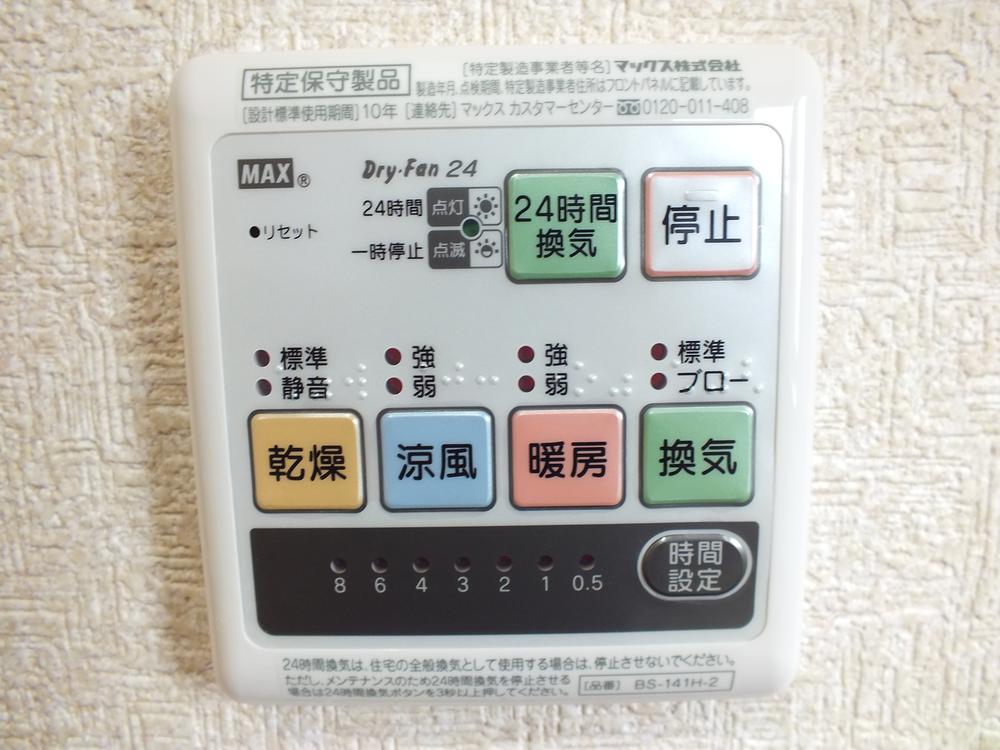 特定保守製品 [特定製造事業者等名] マックス株式会社
製造年月、点検期間、特定製造事業者住所はフロントパネルに記載しています。
[設計標準使用期間] 10年 [連絡先] マックス カスタマーセンター 0120-011-408
MAX® Dry・Fan 24
24時間 点灯
●リセット
一時停止 点滅
24時間
換気
停止
標準 強 強 標準
静音 弱 弱 ブロー
乾燥 涼風 暖房 換気
8 6 4 3 2 1 0.5
時間
設定
24時間換気は、住宅の全般換気として使用する場合は、停止させないでください。
ただし、メンテナンスのため24時間換気を停止させる
場合は24時間換気ボタンを3秒以上押してください。
[品番] BS-141H-2